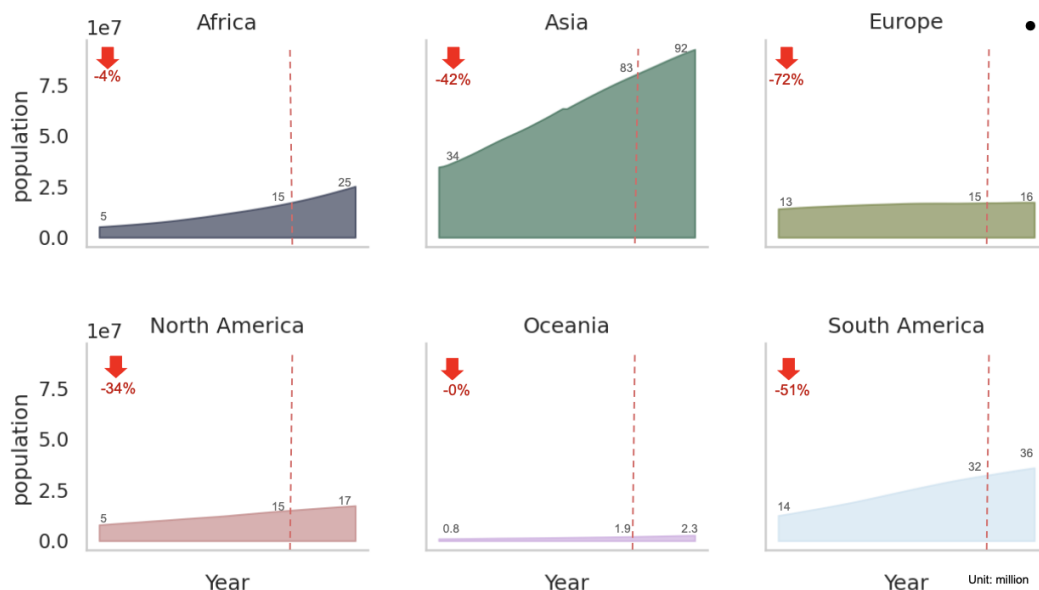 1e7
Africa
Asia
Europe
-4%
-42%
-72%
population
7.5
5.0
2.5
0.0
5
15
25
34
83
92
13
15
16
1e7
North America
Oceania
South America
-34%
-0%
-51%
population
7.5
5.0
2.5
0.0
5
15
17
0.8
1.9
2.3
14
32
36
Year
Year
Unit: million